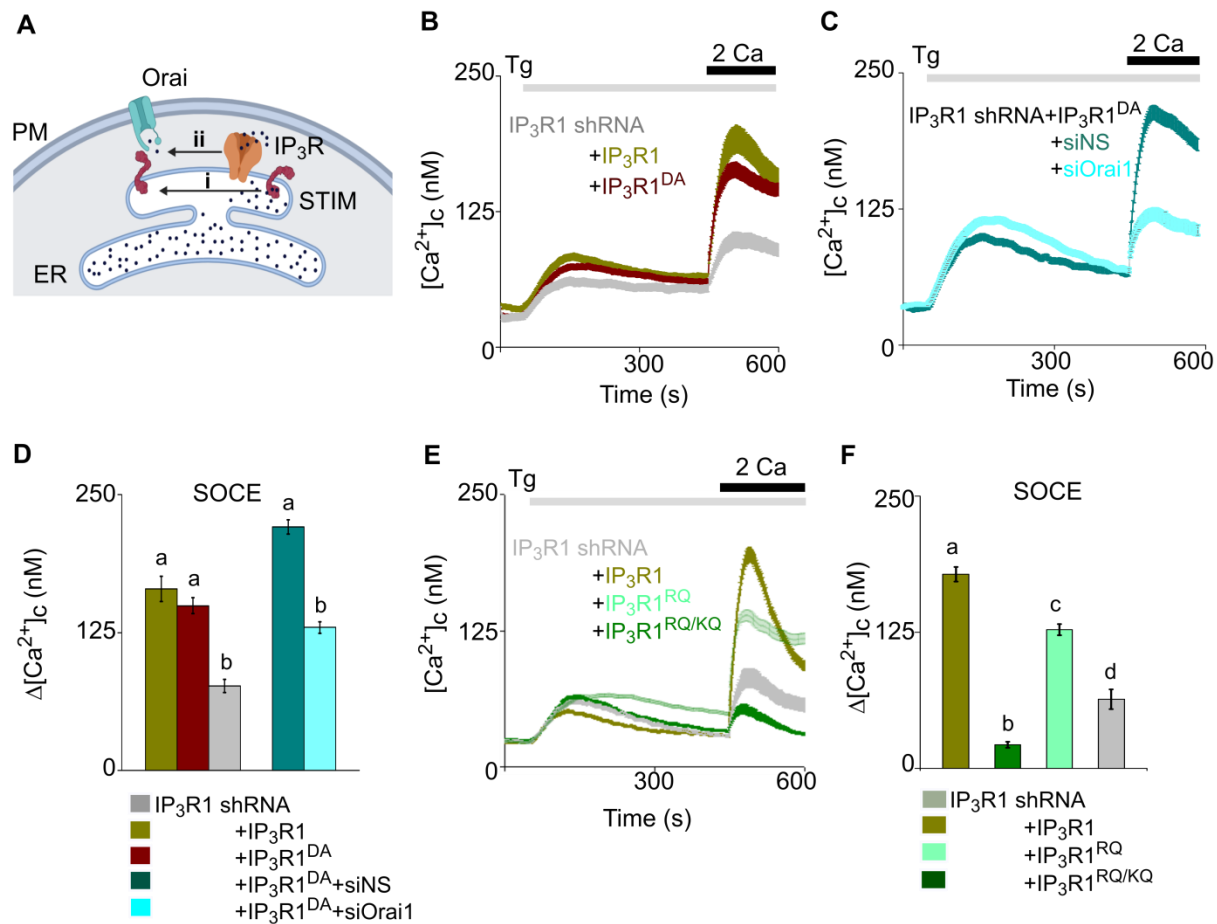 A
Orai
PM
ii
IP₃R
i
STIM
ER
B
2 Ca
Tg
250
IP₃R1 shRNA
+IP₃R1
+IP₃R1ᴰᴬ
125
0
[Ca²⁺]c (nM)
300
600
Time (s)
C
2 Ca
Tg
250
IP₃R1 shRNA+IP₃R1ᴰᴬ
+siNS
+siOrai1
125
0
[Ca²⁺]c (nM)
300
600
Time (s)
D
SOCE
250
125
0
Δ[Ca²⁺]c (nM)
a a b a b
IP₃R1 shRNA
+IP₃R1
+IP₃R1ᴰᴬ
+IP₃R1ᴰᴬ+siNS
+IP₃R1ᴰᴬ+siOrai1
E
2 Ca
Tg
250
IP₃R1 shRNA
+IP₃R1
+IP₃R1ᴿQ
+IP₃R1ᴿQ/ᴷQ
125
0
[Ca²⁺]c (nM)
300
600
Time (s)
F
SOCE
250
125
0
Δ[Ca²⁺]c (nM)
a b c d
IP₃R1 shRNA
+IP₃R1
+IP₃R1ᴿQ
+IP₃R1ᴿQ/ᴷQ